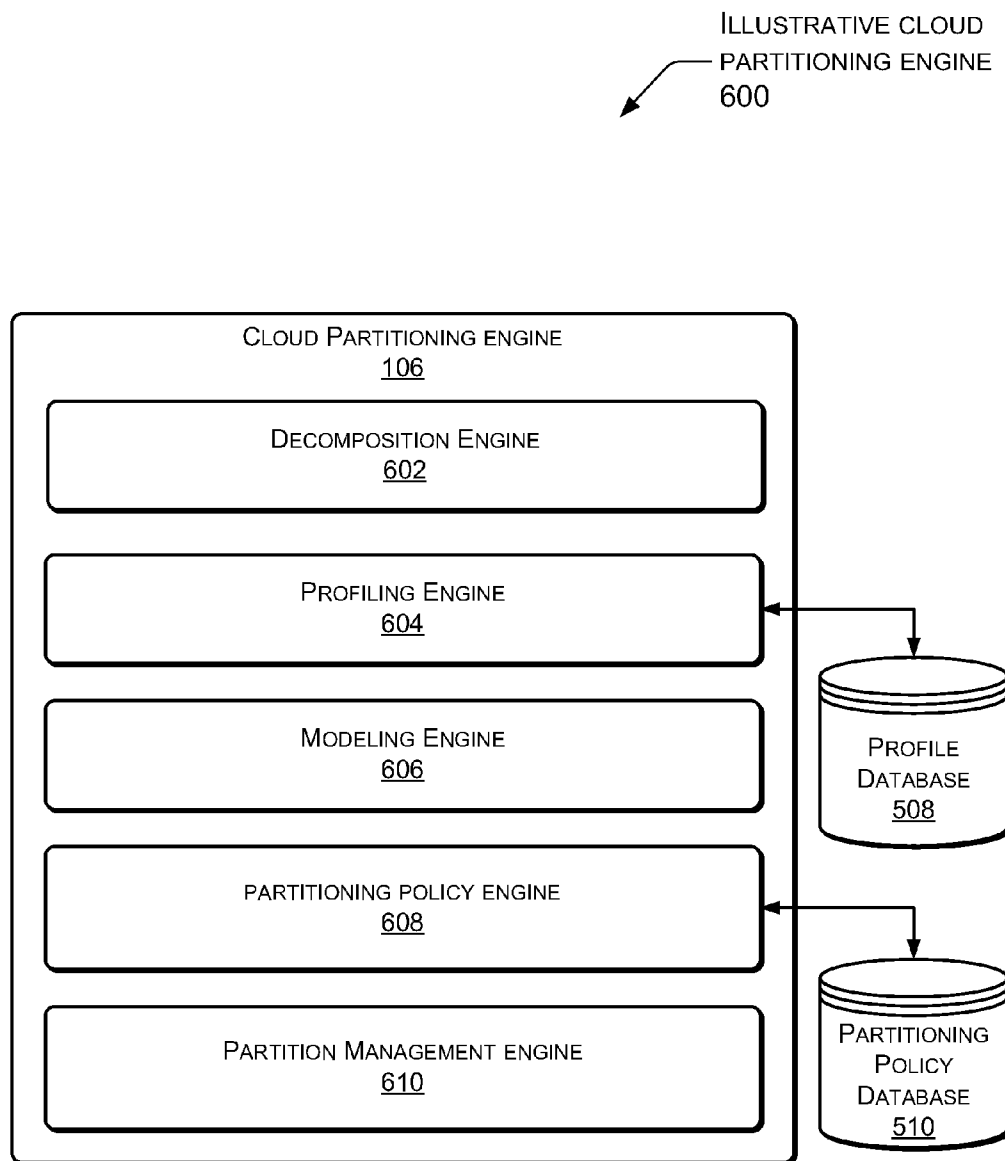 ILLUSTRATIVE CLOUD
PARTITIONING ENGINE
600
CLOUD PARTITIONING ENGINE
106
DECOMPOSITION ENGINE
602
PROFILING ENGINE
604
MODELING ENGINE
606
PARTITIONING POLICY ENGINE
608
PARTITION MANAGEMENT ENGINE
610
PROFILE
DATABASE
508
PARTITIONING
POLICY
DATABASE
510